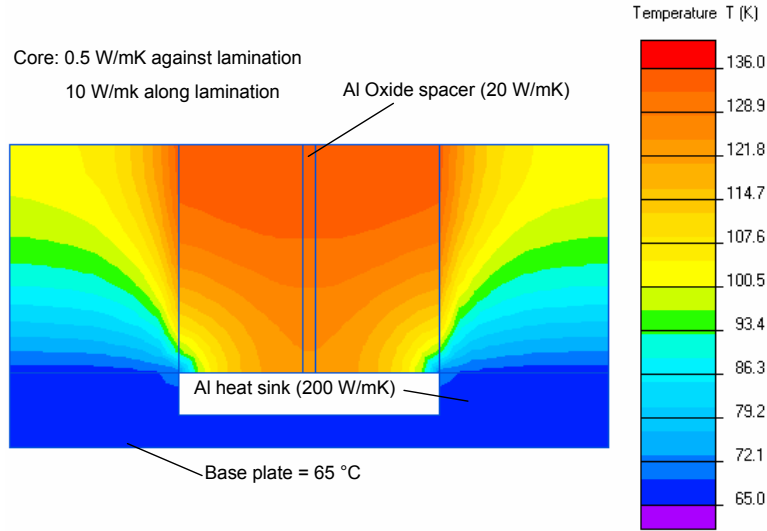 Temperature T (K)
Core: 0.5 W/mK against lamination
10 W/mk along lamination
Al Oxide spacer (20 W/mK)
136.0
128.9
121.8
114.7
107.6
100.5
93.4
86.3
79.2
72.1
65.0
Al heat sink (200 W/mK)
Base plate = 65 °C